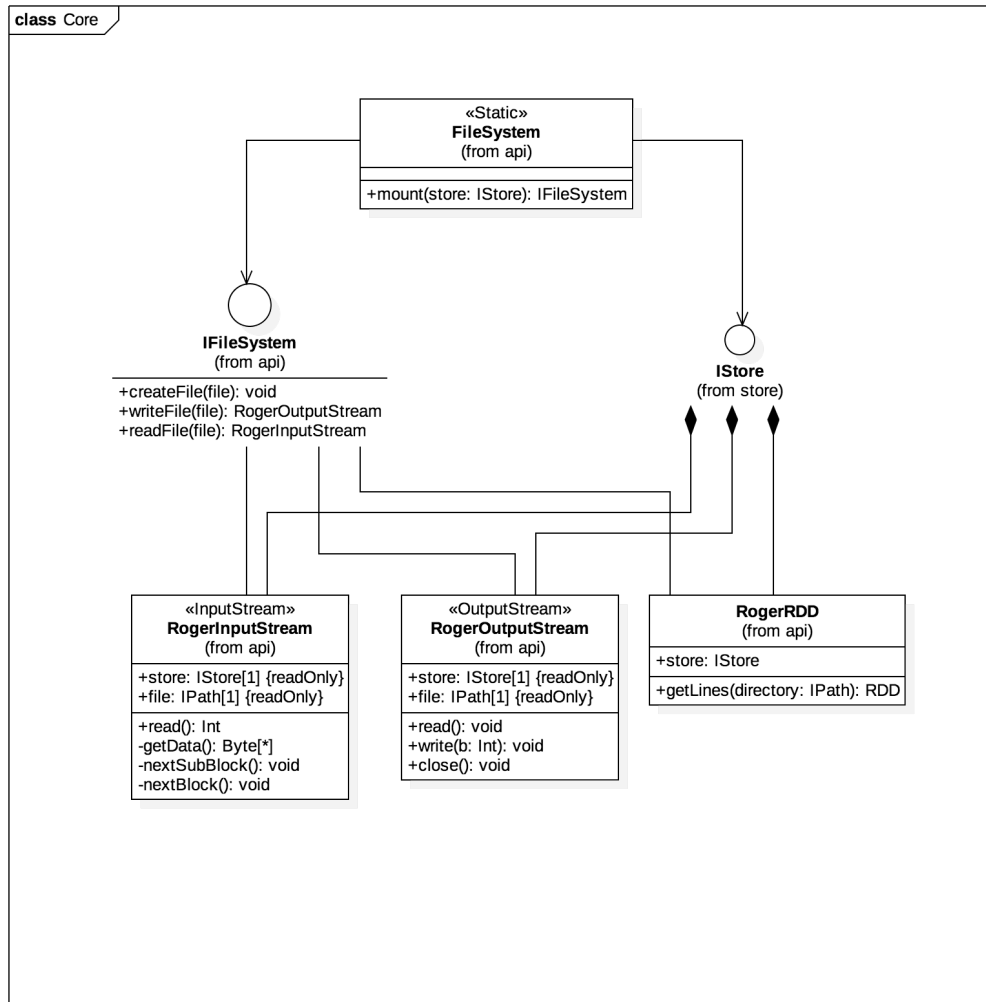 class Core
«Static»
FileSystem
(from api)
+mount(store: IStore): IFileSystem
IFileSystem
(from api)
+createFile(file): void
+writeFile(file): RogerOutputStream
+readFile(file): RogerInputStream
IStore
(from store)
«InputStream»
RogerInputStream
(from api)
+store: IStore[1] {readOnly}
+file: IPath[1] {readOnly}
+read(): Int
-getData(): Byte[*]
-nextSubBlock(): void
-nextBlock(): void
«OutputStream»
RogerOutputStream
(from api)
+store: IStore[1] {readOnly}
+file: IPath[1] {readOnly}
+read(): void
+write(b: Int): void
+close(): void
RogerRDD
(from api)
+store: IStore
+getLines(directory: IPath): RDD